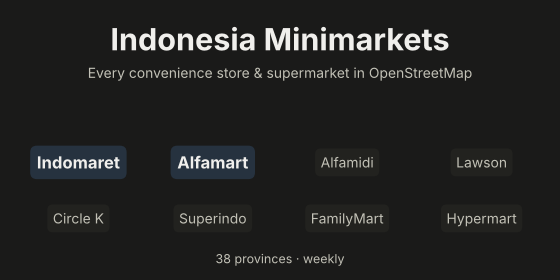 Indonesia Minimarkets
Every convenience store & supermarket in OpenStreetMap
Indomaret Alfamart Alfamidi Lawson
Circle K Superindo FamilyMart Hypermart
38 provinces · weekly